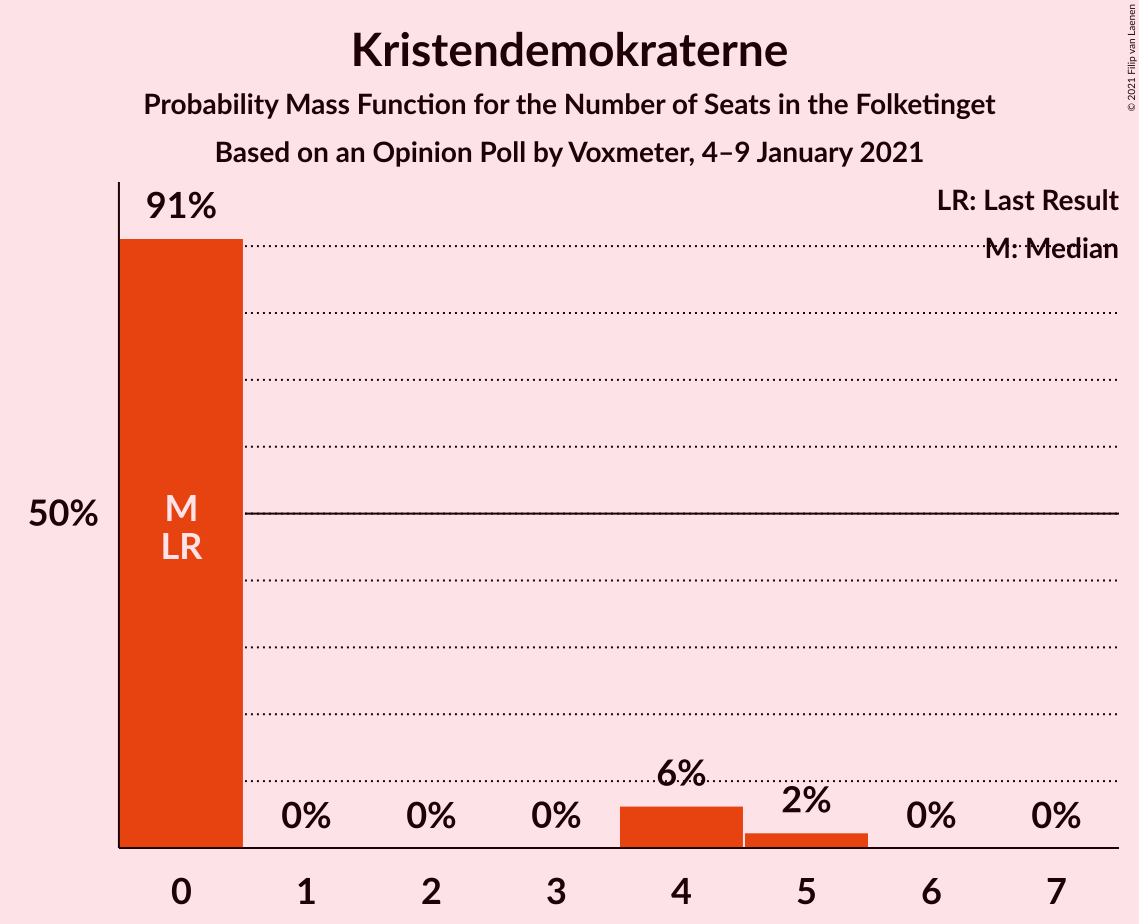 Kristendemokraterne
Probability Mass Function for the Number of Seats in the Folketinget
Based on an Opinion Poll by Voxmeter, 4–9 January 2021
© 2021 Filip van Laenen
LR: Last Result
M: Median
91%
50%
M
LR
0%
0%
0%
6%
2%
0%
0%
0
1
2
3
4
5
6
7